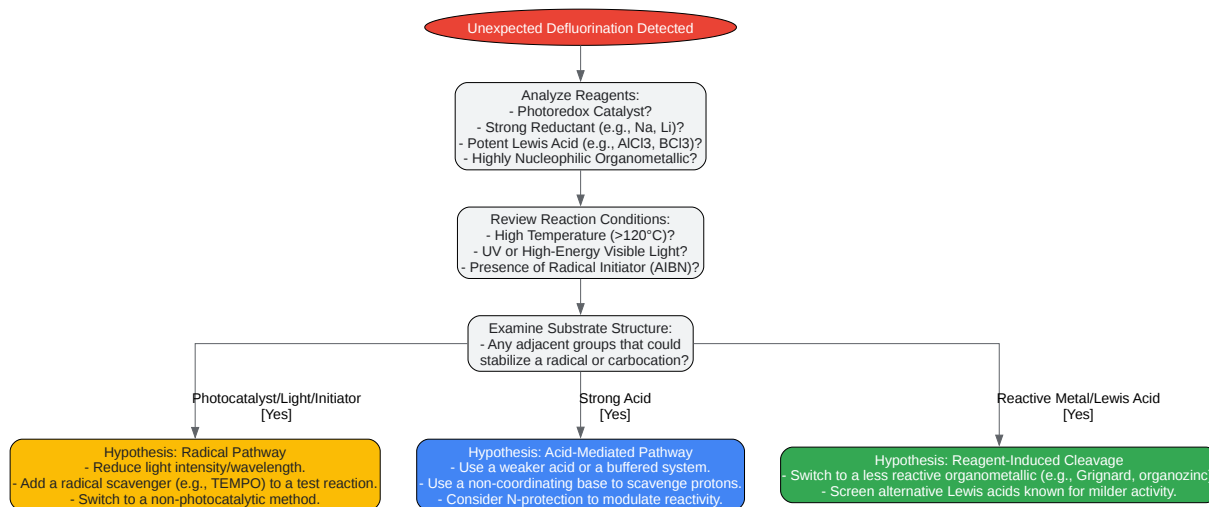 Unexpected Defluorination Detected
Analyze Reagents:
- Photoredox Catalyst?
- Strong Reductant (e.g., Na, Li)?
- Potent Lewis Acid (e.g., AlCl3, BCl3)?
- Highly Nucleophilic Organometallic?
Review Reaction Conditions:
- High Temperature (>120°C)?
- UV or High-Energy Visible Light?
- Presence of Radical Initiator (AIBN)?
Examine Substrate Structure:
- Any adjacent groups that could
stabilize a radical or carbocation?
Photocatalyst/Light/Initiator
[Yes]
Strong Acid
[Yes]
Reactive Metal/Lewis Acid
[Yes]
Hypothesis: Radical Pathway
- Reduce light intensity/wavelength.
- Add a radical scavenger (e.g., TEMPO) to a test reaction.
- Switch to a non-photocatalytic method.
Hypothesis: Acid-Mediated Pathway
- Use a weaker acid or a buffered system.
- Use a non-coordinating base to scavenge protons.
- Consider N-protection to modulate reactivity.
Hypothesis: Reagent-Induced Cleavage
- Switch to a less reactive organometallic (e.g., Grignard, organozinc
- Screen alternative Lewis acids known for milder activity.